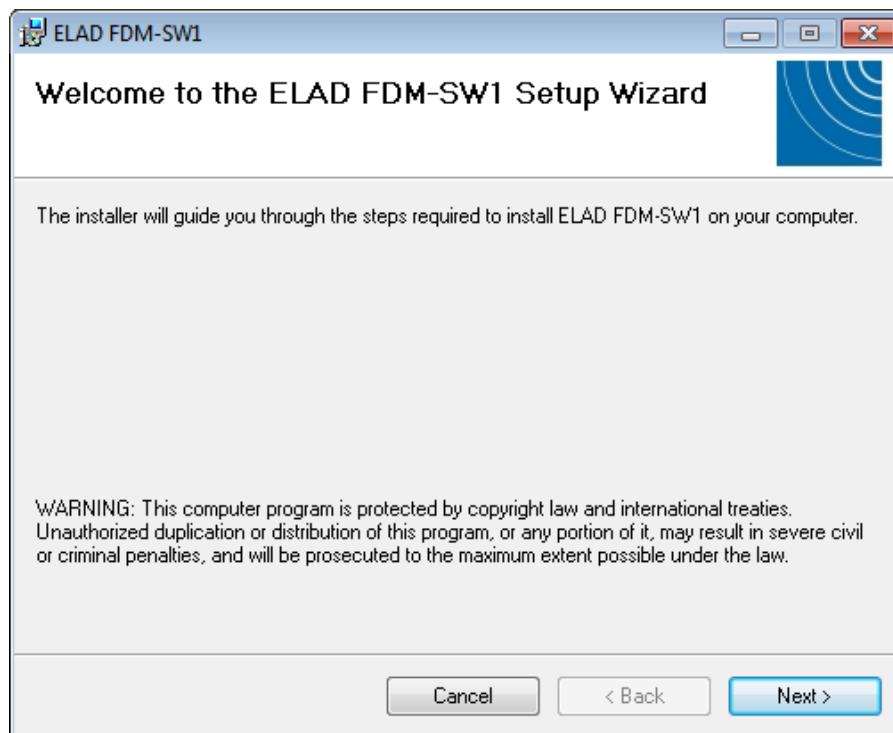 ELAD FDM-SW1
Welcome to the ELAD FDM-SW1 Setup Wizard
The installer will guide you through the steps required to install ELAD FDM-SW1 on your computer.
WARNING: This computer program is protected by copyright law and international treaties.
Unauthorized duplication or distribution of this program, or any portion of it, may result in severe civil
or criminal penalties, and will be prosecuted to the maximum extent possible under the law.
Cancel
< Back
Next >